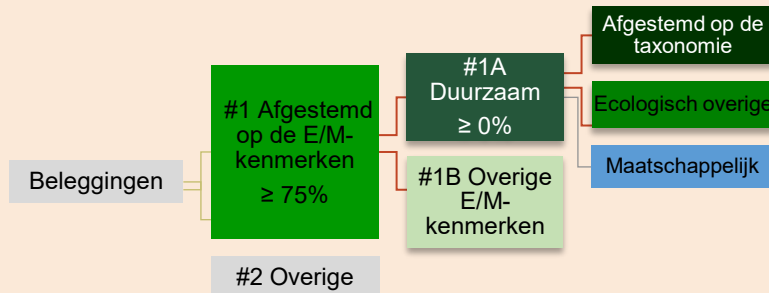 Beleggingen
#1 Afgestemd
op de E/M-
kenmerken
≥ 75%
#2 Overige
#1A
Duurzaam
≥ 0%
#1B Overige
E/M-
kenmerken
Afgestemd op de
taxonomie
Ecologisch overige
Maatschappelijk